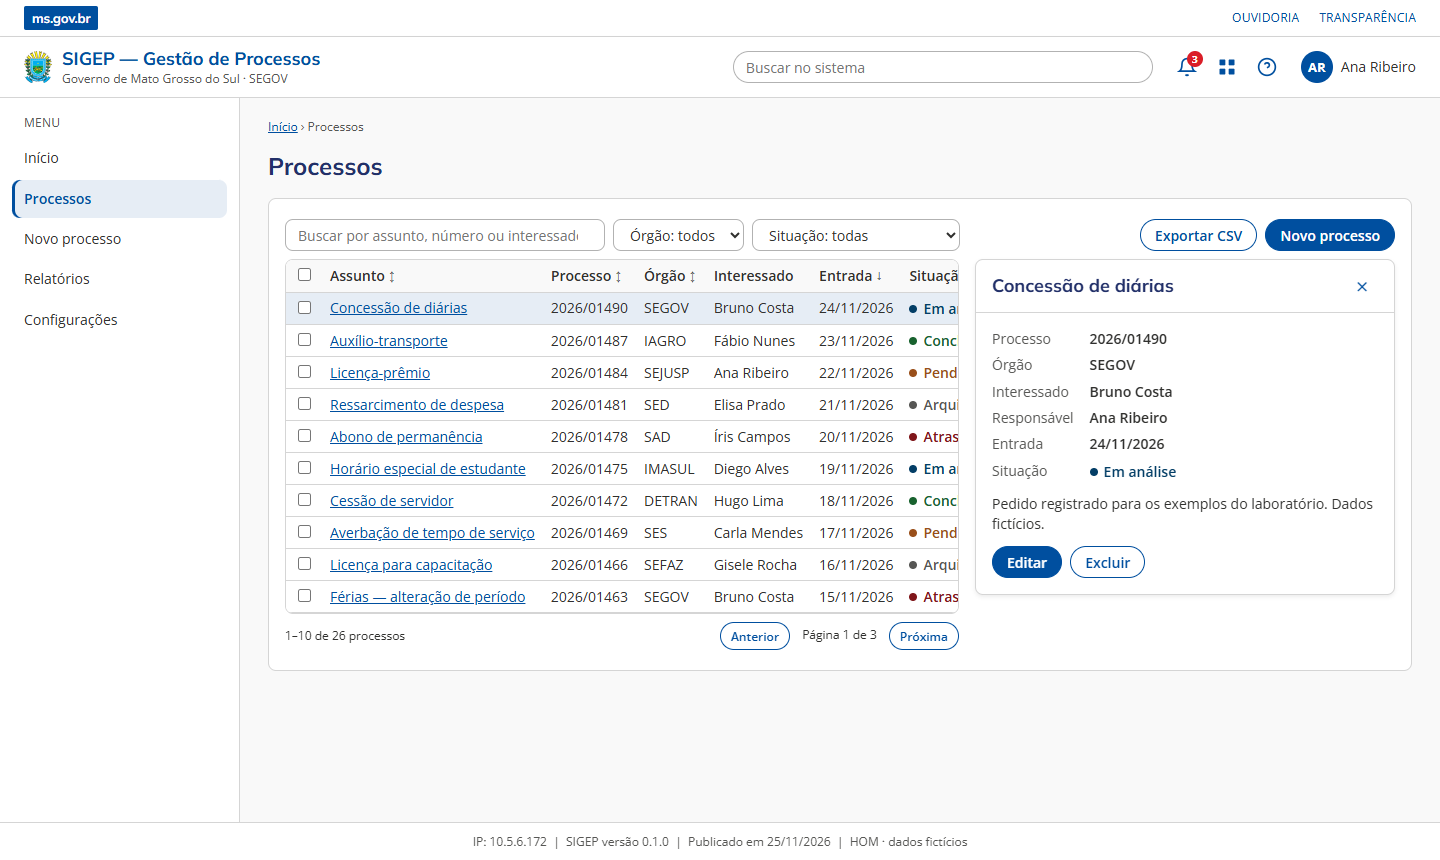 ms.gov.br
OUVIDORIA TRANSPARÊNCIA
SIGEP — Gestão de Processos
Governo de Mato Grosso do Sul · SEGOV
Buscar no sistema
3
AR Ana Ribeiro
MENU
Início
Processos
Novo processo
Relatórios
Configurações
Início › Processos
Processos
Buscar por assunto, número ou interessado
Órgão: todos
Situação: todas
Exportar CSV
Novo processo
Assunto ↕ Processo ↕ Órgão ↕ Interessado Entrada ↓ Situaçã
Concessão de diárias 2026/01490 SEGOV Bruno Costa 24/11/2026 Em a
Auxílio-transporte 2026/01487 IAGRO Fábio Nunes 23/11/2026 Conc
Licença-prêmio 2026/01484 SEJUSP Ana Ribeiro 22/11/2026 Pend
Ressarcimento de despesa 2026/01481 SED Elisa Prado 21/11/2026 Arqui
Abono de permanência 2026/01478 SAD Íris Campos 20/11/2026 Atras
Horário especial de estudante 2026/01475 IMASUL Diego Alves 19/11/2026 Em a
Cessão de servidor 2026/01472 DETRAN Hugo Lima 18/11/2026 Conc
Averbação de tempo de serviço 2026/01469 SES Carla Mendes 17/11/2026 Pend
Licença para capacitação 2026/01466 SEFAZ Gisele Rocha 16/11/2026 Arqui
Férias — alteração de período 2026/01463 SEGOV Bruno Costa 15/11/2026 Atras
1–10 de 26 processos
Anterior Página 1 de 3 Próxima
Concessão de diárias ×
Processo 2026/01490
Órgão SEGOV
Interessado Bruno Costa
Responsável Ana Ribeiro
Entrada 24/11/2026
Situação Em análise
Pedido registrado para os exemplos do laboratório. Dados
fictícios.
Editar Excluir
IP: 10.5.6.172 | SIGEP versão 0.1.0 | Publicado em 25/11/2026 | HOM · dados fictícios